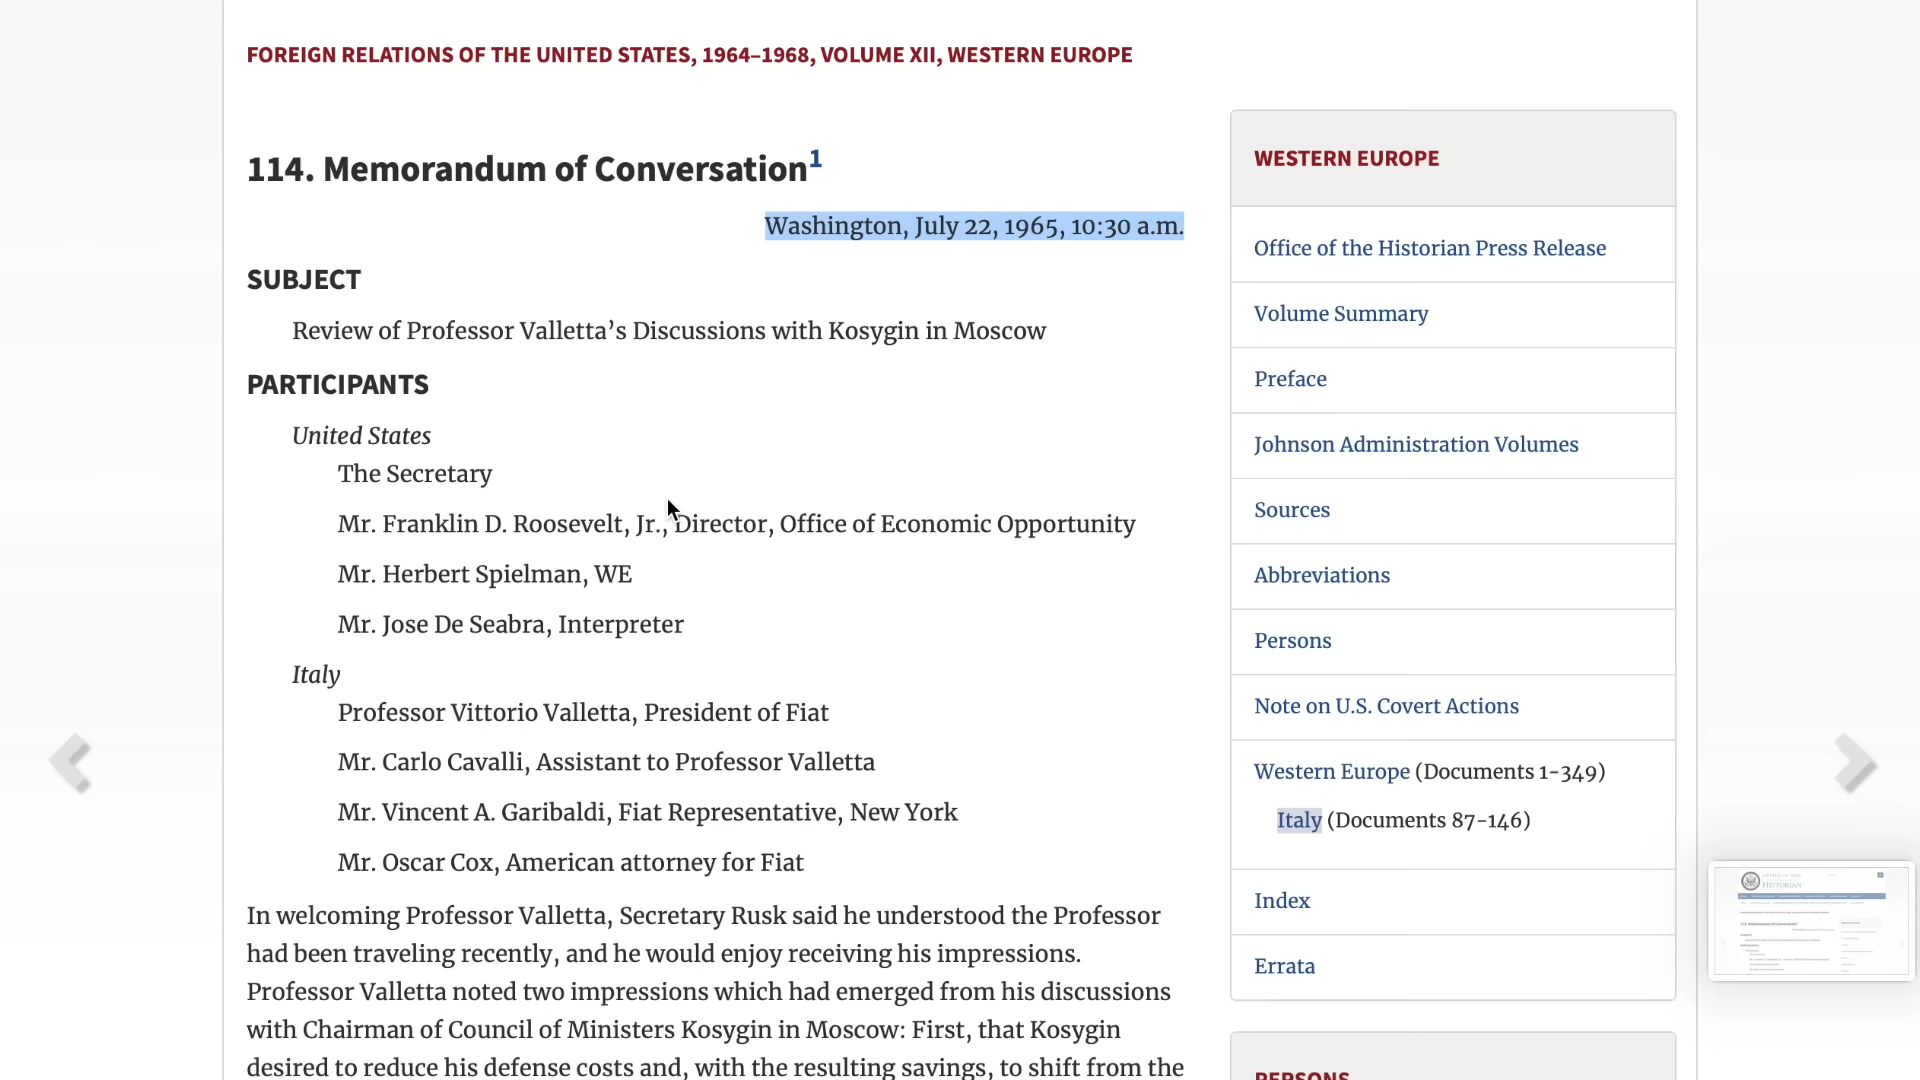 FOREIGN RELATIONS OF THE UNITED STATES, 1964–1968, VOLUME XII, WESTERN EUROPE
114. Memorandum of Conversation1
Washington, July 22, 1965, 10:30 a.m.
SUBJECT
Review of Professor Valletta’s Discussions with Kosygin in Moscow
PARTICIPANTS
United States
The Secretary
Mr. Franklin D. Roosevelt, Jr., Director, Office of Economic Opportunity
Mr. Herbert Spielman, WE
Mr. Jose De Seabra, Interpreter
Italy
Professor Vittorio Valletta, President of Fiat
Mr. Carlo Cavalli, Assistant to Professor Valletta
Mr. Vincent A. Garibaldi, Fiat Representative, New York
Mr. Oscar Cox, American attorney for Fiat
In welcoming Professor Valletta, Secretary Rusk said he understood the Professor
had been traveling recently, and he would enjoy receiving his impressions.
Professor Valletta noted two impressions which had emerged from his discussions
with Chairman of Council of Ministers Kosygin in Moscow: First, that Kosygin
desired to reduce his defense costs and, with the resulting savings, to shift from the
WESTERN EUROPE
Office of the Historian Press Release
Volume Summary
Preface
Johnson Administration Volumes
Sources
Abbreviations
Persons
Note on U.S. Covert Actions
Western Europe (Documents 1-349)
Italy (Documents 87-146)
Index
Errata
PERSONS
HISTORIAN